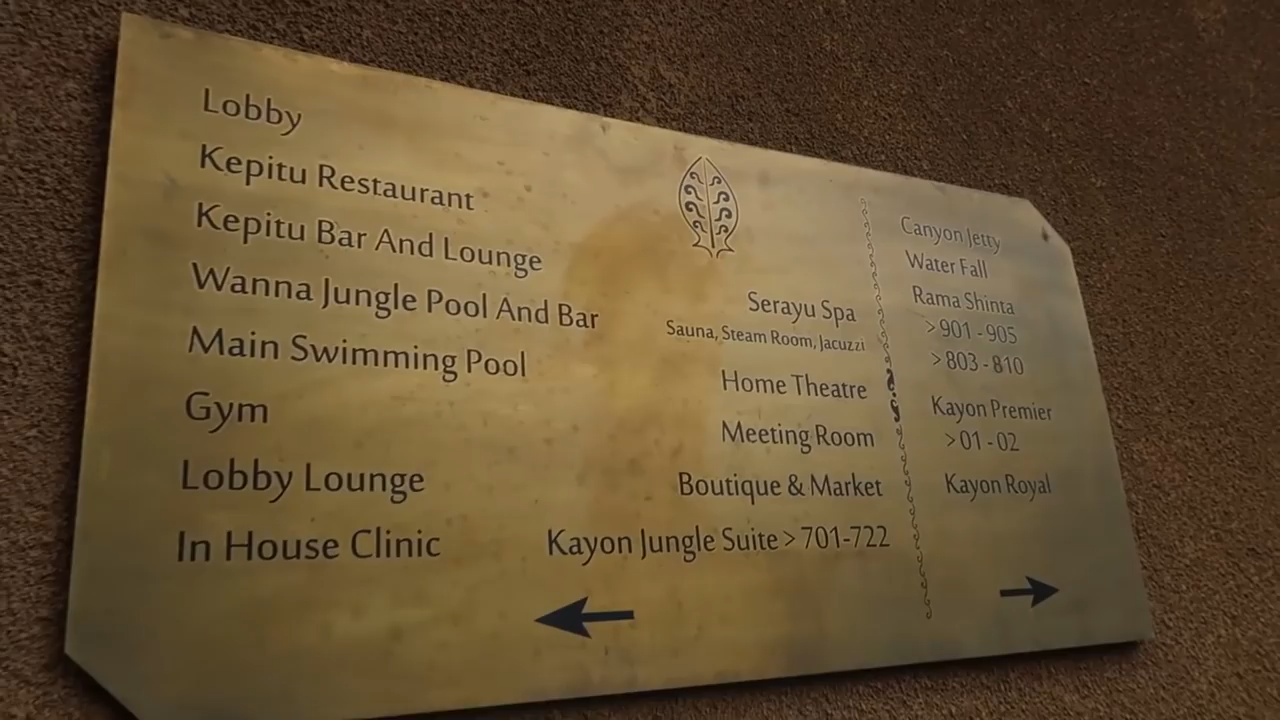 Lobby
Kepitu Restaurant
Kepitu Bar And Lounge
Wanna Jungle Pool And Bar
Main Swimming Pool
Gym
Lobby Lounge
In House Clinic
Serayu Spa
Sauna, Steam Room, Jacuzzi
Home Theatre
Meeting Room
Boutique & Market
Kayon Jungle Suite > 701-722
Canyon Jetty
Water Fall
Rama Shinta
> 901 - 905
> 803 - 810
Kayon Premier
> 01 - 02
Kayon Royal